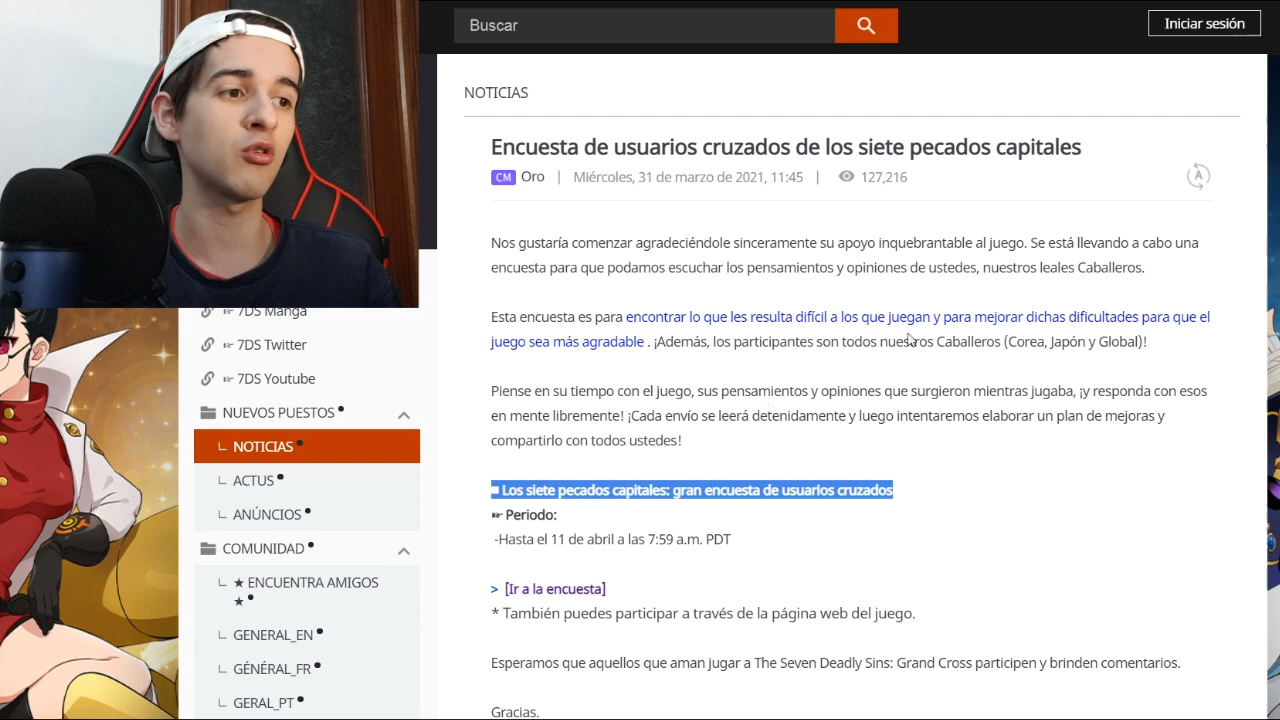 Buscar
Iniciar sesión
NOTICIAS
Encuesta de usuarios cruzados de los siete pecados capitales
CM Oro | Miércoles, 31 de marzo de 2021, 11:45 | 127,216
A
Nos gustaría comenzar agradeciéndole sinceramente su apoyo inquebrantable al juego. Se está llevando a cabo una
encuesta para que podamos escuchar los pensamientos y opiniones de ustedes, nuestros leales Caballeros.
Esta encuesta es para encontrar lo que les resulta difícil a los que juegan y para mejorar dichas dificultades para que el
juego sea más agradable . ¡Además, los participantes son todos nuestros Caballeros (Corea, Japón y Global)!
Piense en su tiempo con el juego, sus pensamientos y opiniones que surgieron mientras jugaba, ¡y responda con esos
en mente libremente! ¡Cada envío se leerá detenidamente y luego intentaremos elaborar un plan de mejoras y
compartirlo con todos ustedes!
■ Los siete pecados capitales: gran encuesta de usuarios cruzados
☞ Periodo:
-Hasta el 11 de abril a las 7:59 a.m. PDT
> [Ir a la encuesta]
* También puedes participar a través de la página web del juego.
Esperamos que aquellos que aman jugar a The Seven Deadly Sins: Grand Cross participen y brinden comentarios.
Gracias.
☞ 7DS Manga
☞ 7DS Twitter
☞ 7DS Youtube
NUEVOS PUESTOS
NOTICIAS
ACTUS
ANÚNCIOS
COMUNIDAD
★ ENCUENTRA AMIGOS
★
GENERAL_EN
GÉNÉRAL_FR
GERAL_PT